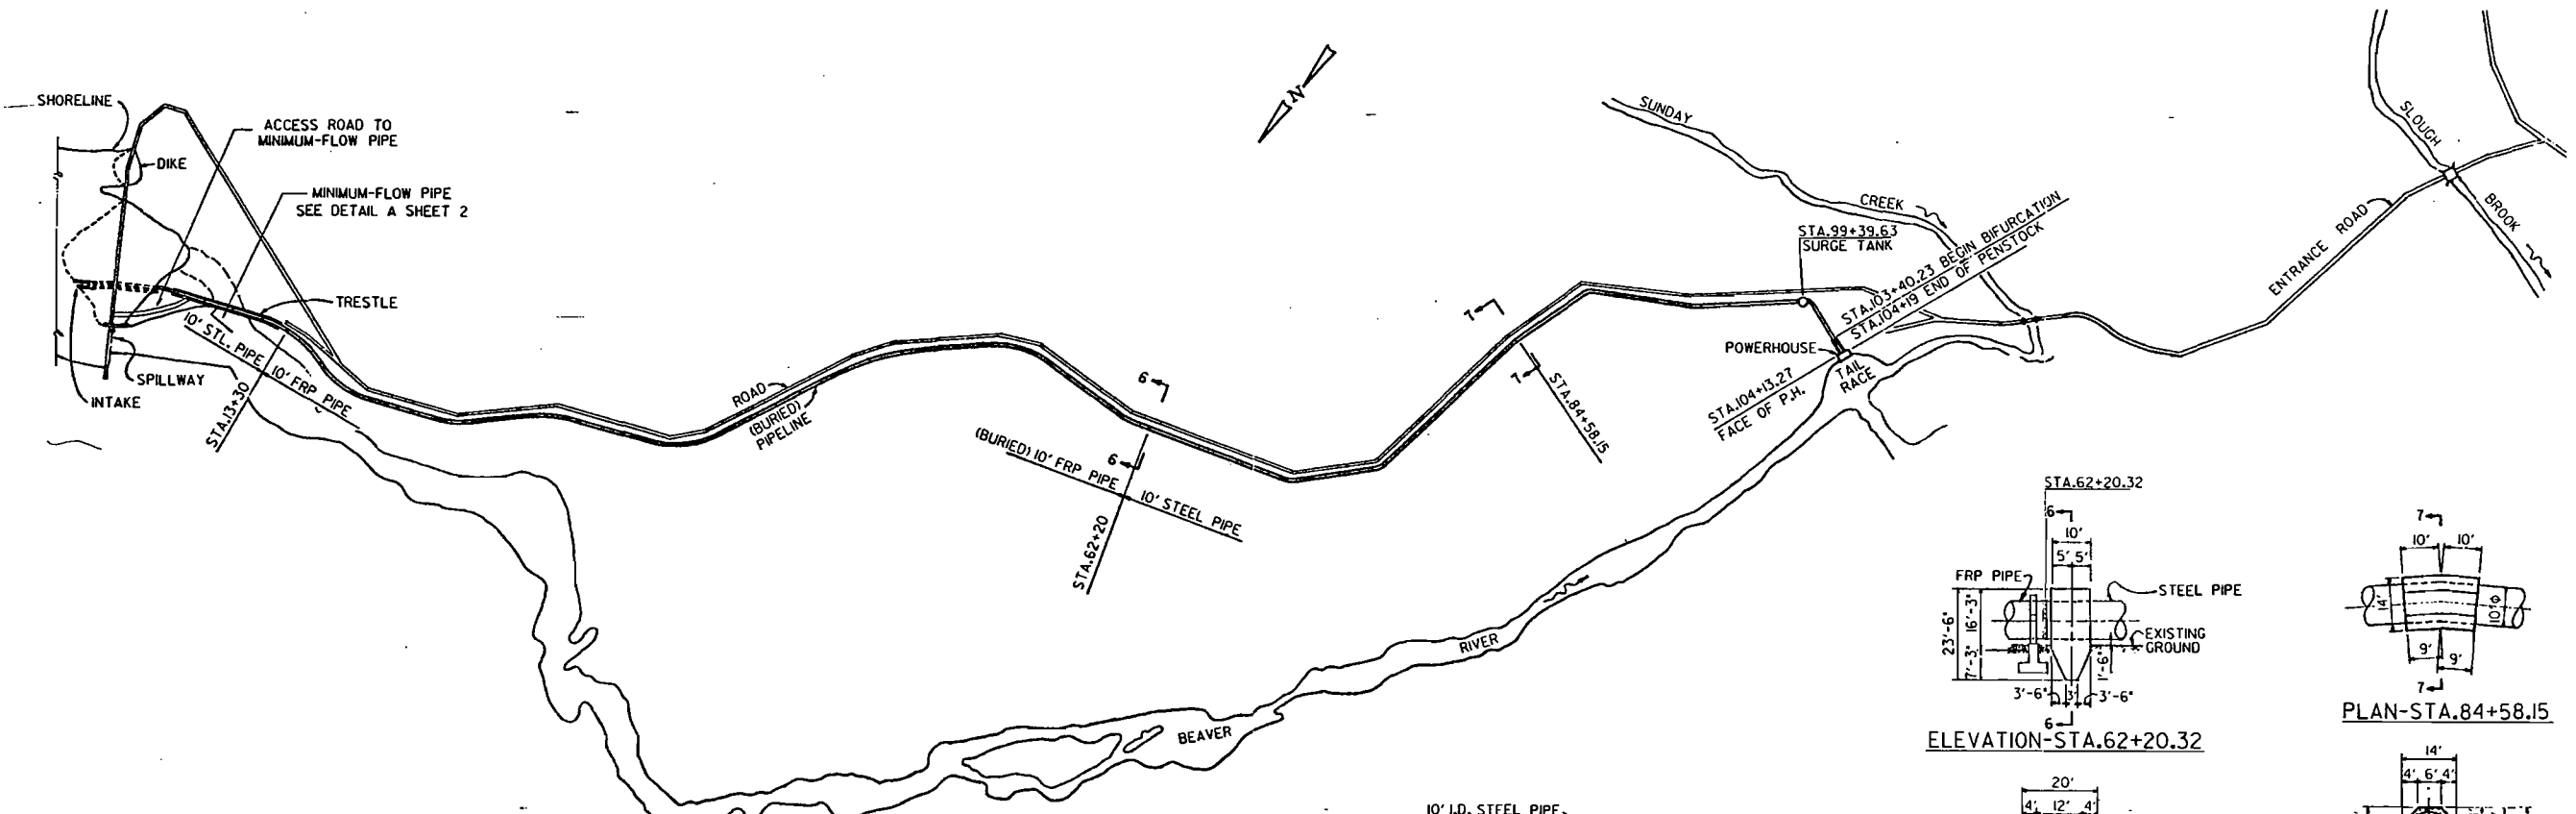 SHORELINE
ACCESS ROAD TO
MINIMUM-FLOW PIPE
DIKE
MINIMUM-FLOW PIPE
SEE DETAIL A SHEET 2
TRESTLE
10' STL. PIPE
10' FRP PIPE
SPILLWAY
INTAKE
STA.13+30
N
ROAD
(BURIED)
PIPELINE
6
6
(BURIED) 10' FRP PIPE
10' STEEL PIPE
STA.62+20
7
7
STA.84+58.15
SUNDAY
CREEK
STA.99+39.63
SURGE TANK
STA.103+40.23 BEGIN BIFURCATION
STA.104+19 END OF PENSTOCK
POWERHOUSE
TAIL
RACE
STA.104+13.27
FACE OF P.H.
ENTRANCE ROAD
SLOUGH
BROOK
BEAVER
RIVER
STA.62+20.32
6
10'
5' 5'
FRP PIPE
STEEL PIPE
23'-6"
16'-3"
7'-3"
EXISTING
GROUND
1'-6"
3'-6" 3' 3'-6"
6
ELEVATION-STA.62+20.32
7
10' 10'
14'
10'Φ
9' 9'
7
PLAN-STA.84+58.15
10' I.D. STEEL PIPE
20'
4' 12' 4'
14'
4' 6' 4'